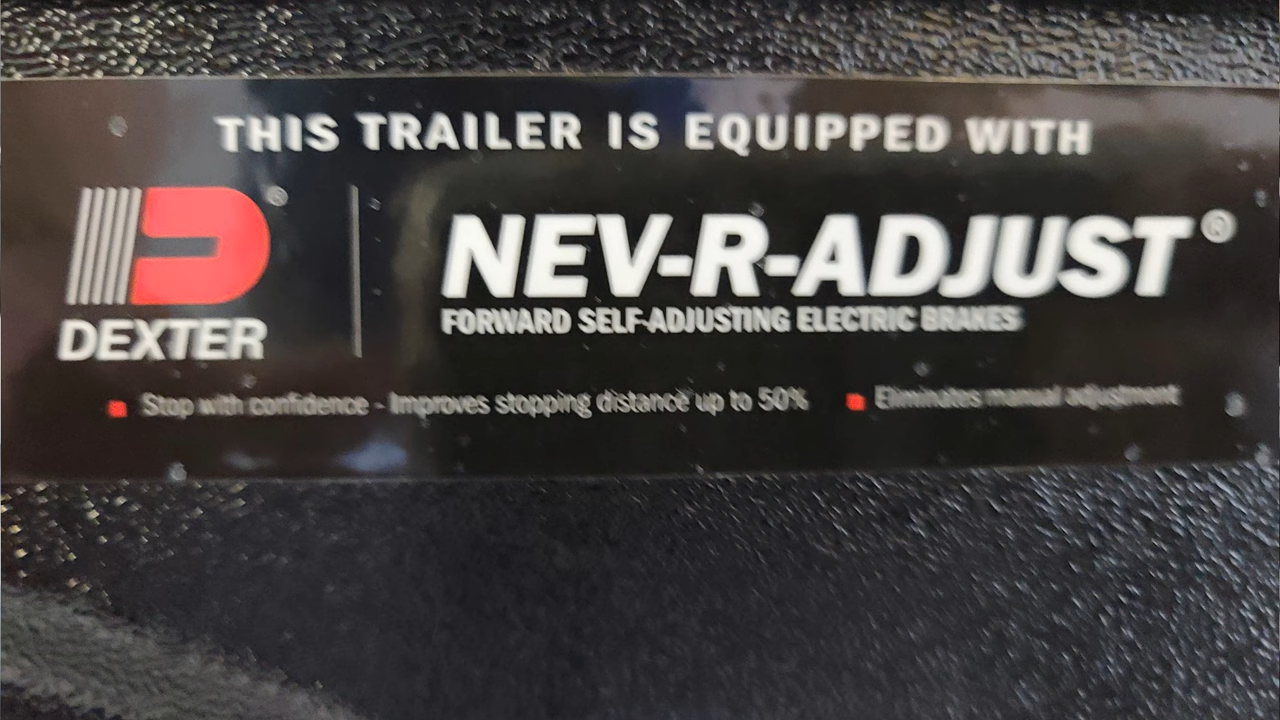 THIS TRAILER IS EQUIPPED WITH
DEXTER®
NEV-R-ADJUST®
FORWARD SELF-ADJUSTING ELECTRIC BRAKES
Stop with confidence - Improves stopping distance up to 50%
Eliminates manual adjustment